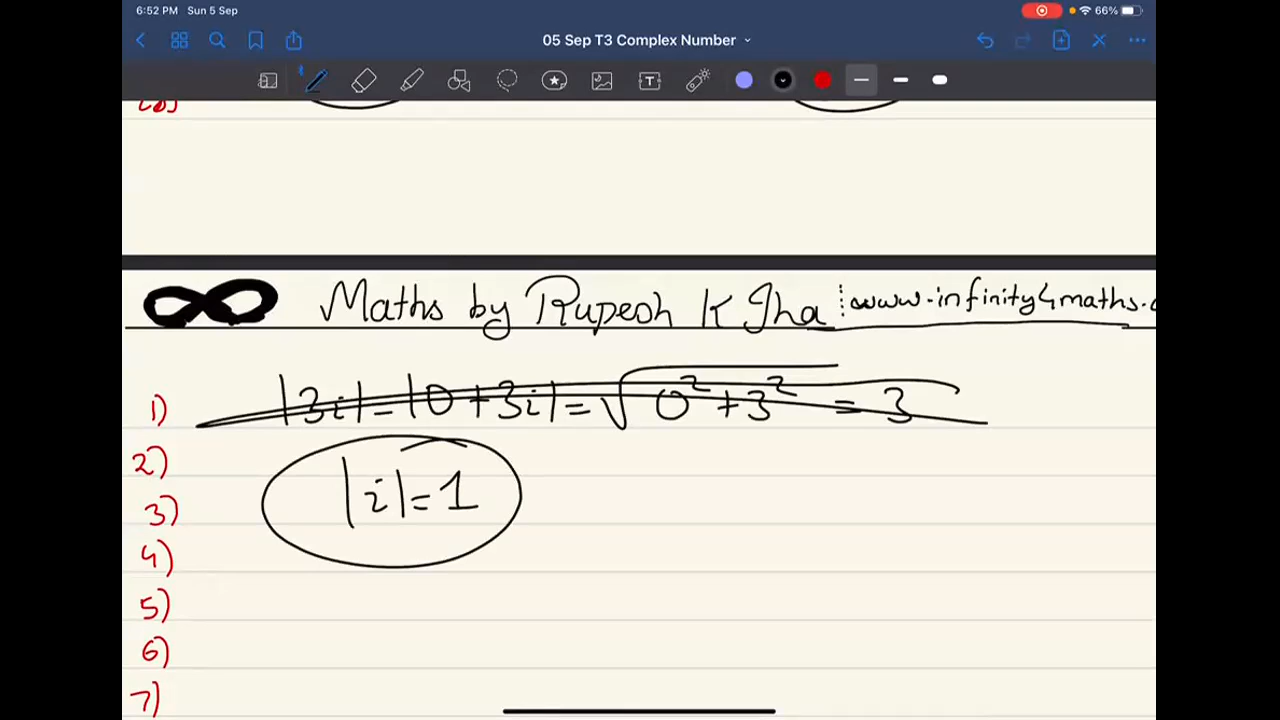 6:52 PM Sun 5 Sep
66%
05 Sep T3 Complex Number
T
Maths by Rupesh K Jha www.infinity4maths.c
1) |3i|=|0+3i|=√0²+3² = 3
2)
|i|=1
3)
4)
5)
6)
7)